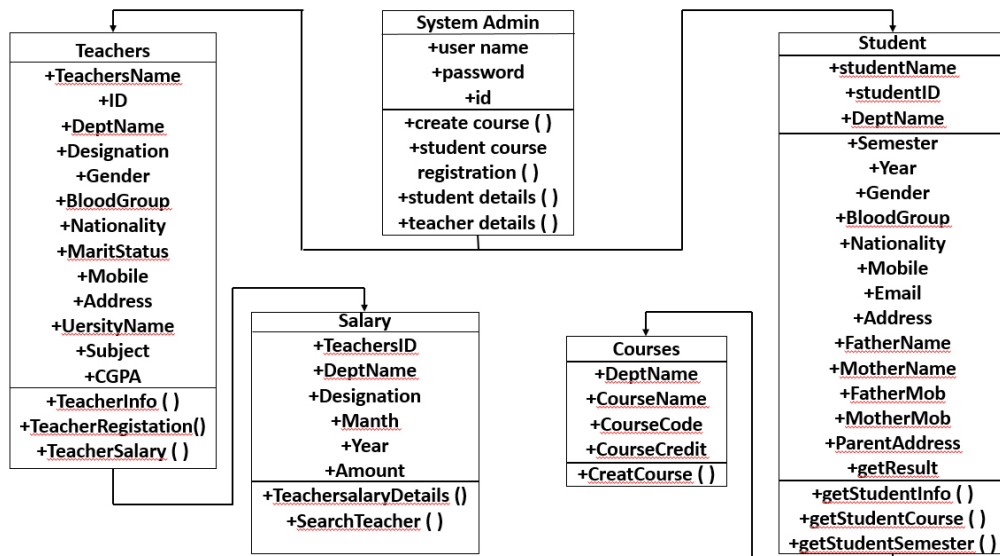 Teachers
+TeachersName
+ID
+DeptName
+Designation
+Gender
+BloodGroup
+Nationality
+MaritStatus
+Mobile
+Address
+UersityName
+Subject
+CGPA
+TeacherInfo ( )
+TeacherRegistation()
+TeacherSalary ( )
System Admin
+user name
+password
+id
+create course ( )
+student course
registration ( )
+student details ( )
+teacher details ( )
Salary
+TeachersID
+DeptName
+Designation
+Manth
+Year
+Amount
+TeachersalaryDetails ()
+SearchTeacher ( )
Courses
+DeptName
+CourseName
+CourseCode
+CourseCredit
+CreatCourse ( )
Student
+studentName
+studentID
+DeptName
+Semester
+Year
+Gender
+BloodGroup
+Nationality
+Mobile
+Email
+Address
+FatherName
+MotherName
+FatherMob
+MotherMob
+ParentAddress
+getResult
+getStudentInfo ( )
+getStudentCourse ( )
+getStudentSemester ( )